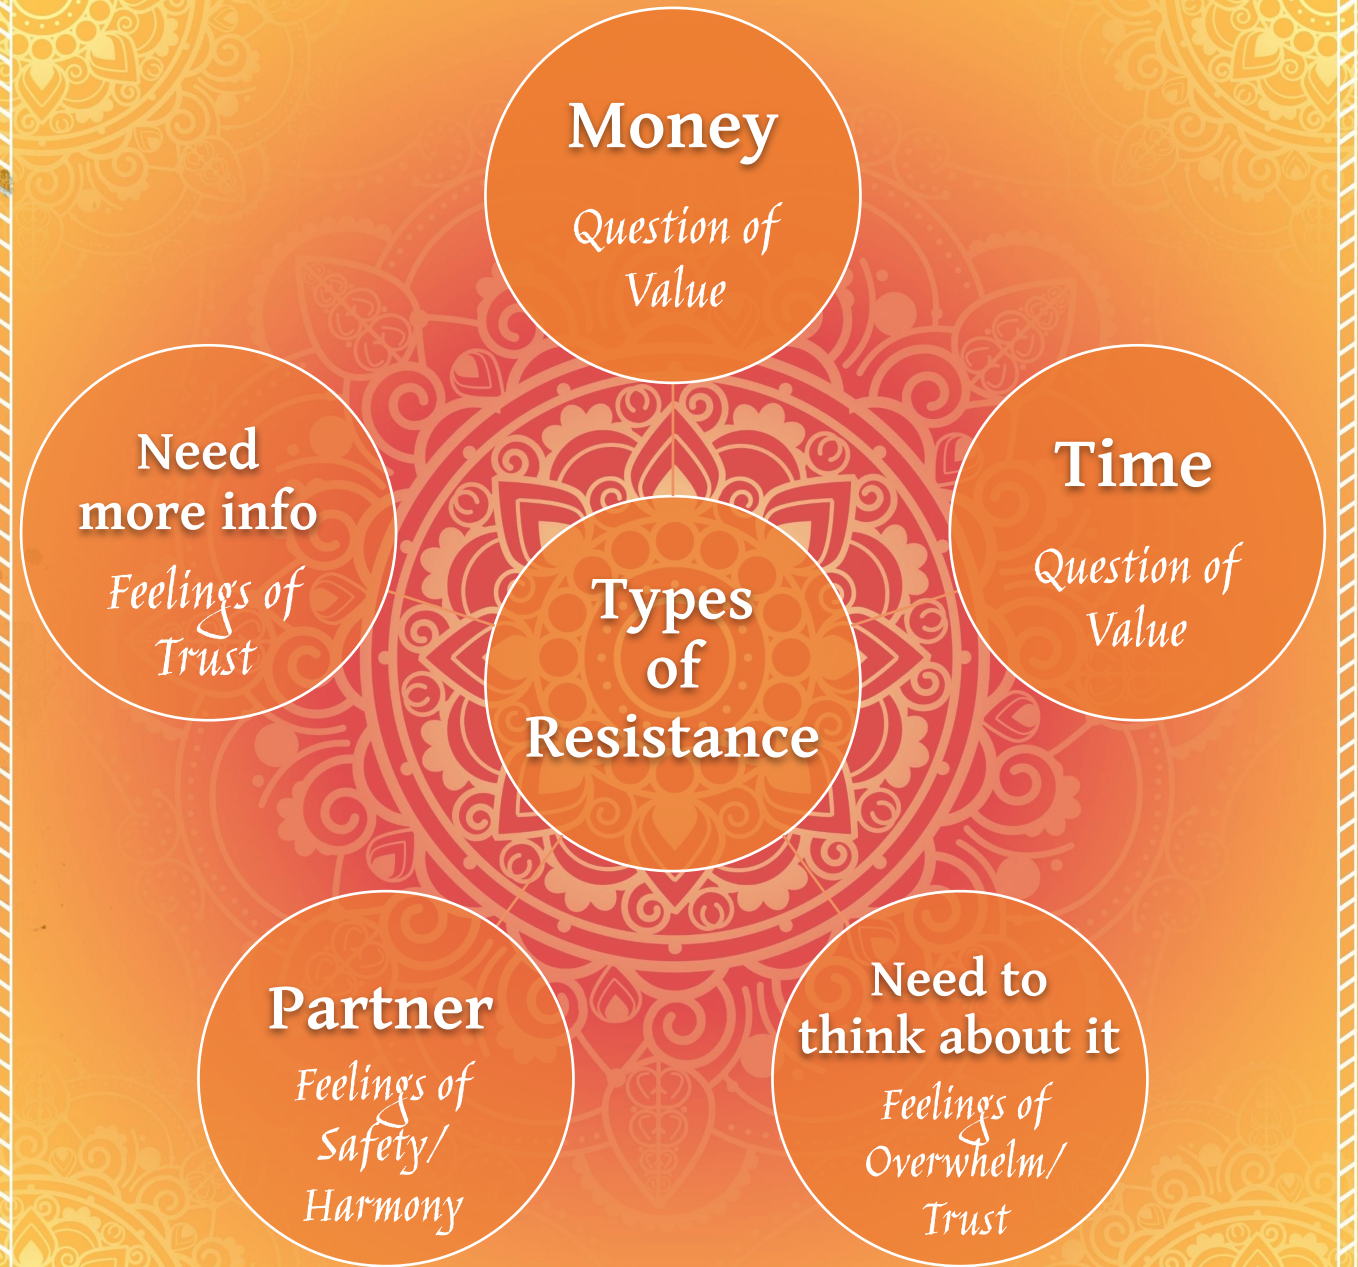 Money
Question of
Value
Need
more info
Feelings of
Trust
Time
Question of
Value
Types
of
Resistance
Partner
Feelings of
Safety/
Harmony
Need to
think about it
Feelings of
Overwhelm/
Trust